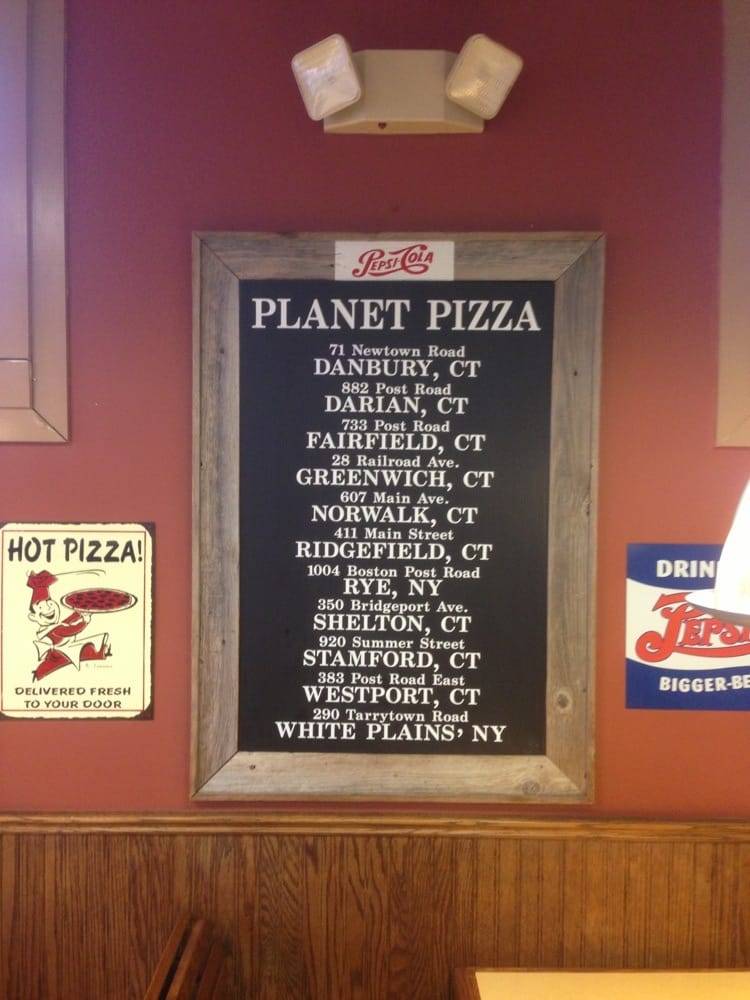 PEPSI-COLA
PLANET PIZZA
71 Newtown Road
DANBURY, CT
882 Post Road
DARIAN, CT
733 Post Road
FAIRFIELD, CT
28 Railroad Ave.
GREENWICH, CT
607 Main Ave.
NORWALK, CT
411 Main Street
RIDGEFIELD, CT
1004 Boston Post Road
RYE, NY
350 Bridgeport Ave.
SHELTON, CT
920 Summer Street
STAMFORD, CT
383 Post Road East
WESTPORT, CT
290 Tarrytown Road
WHITE PLAINS' NY
HOT PIZZA!
DELIVERED FRESH
TO YOUR DOOR
DRIN
PEPS
BIGGER-BE